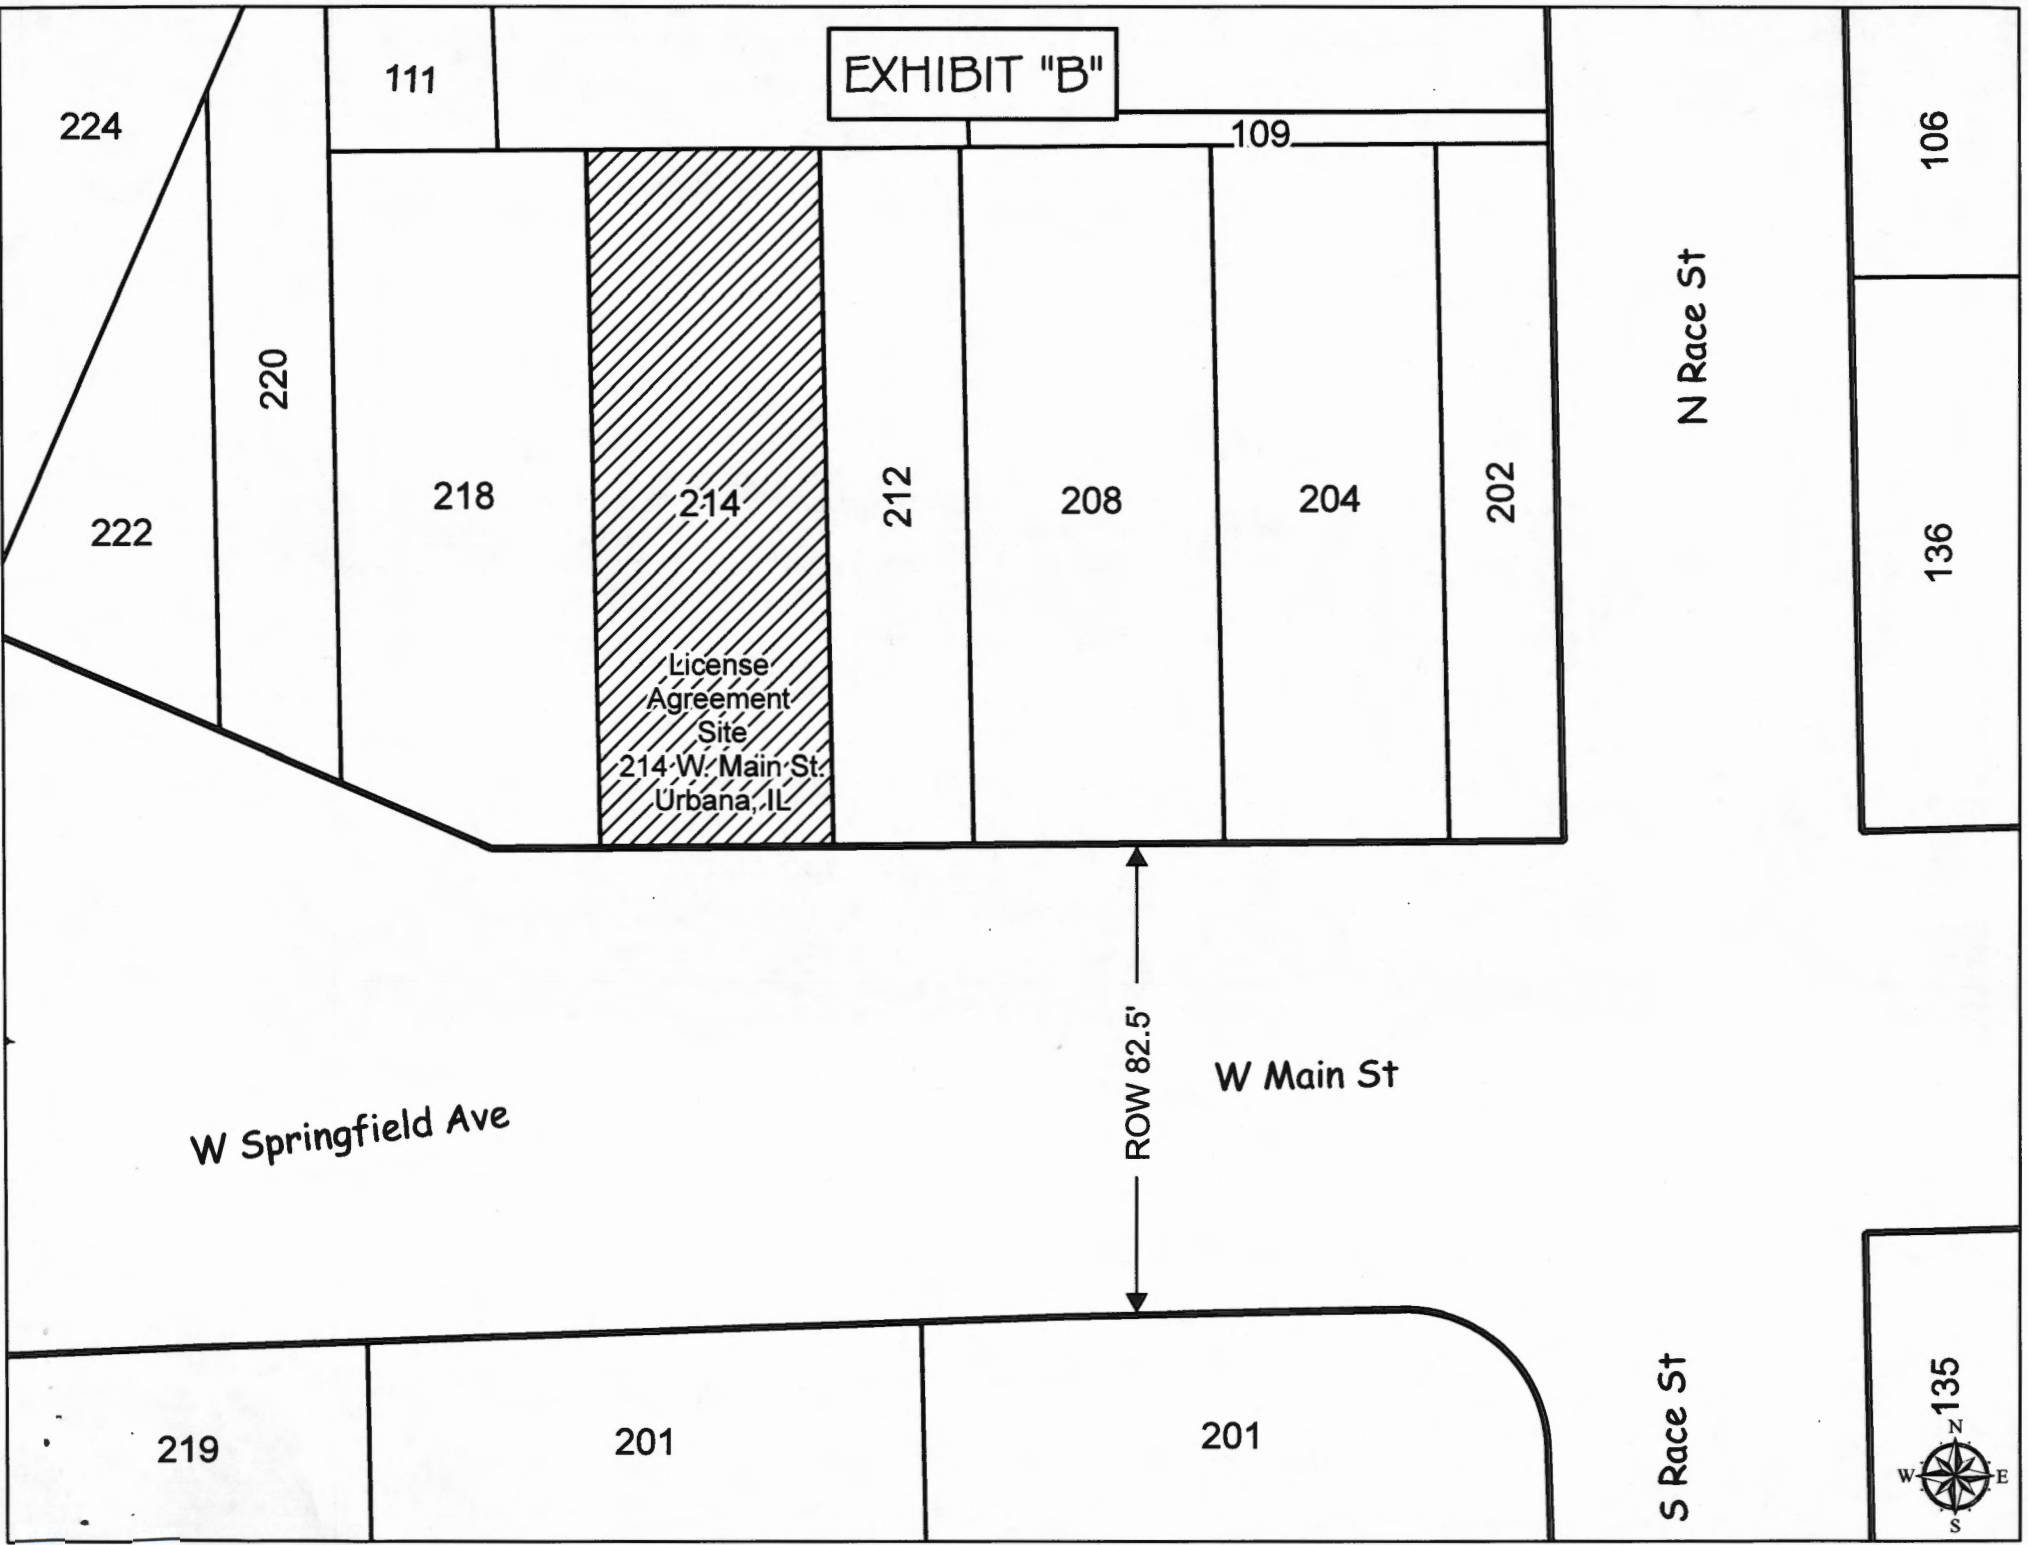 EXHIBIT "B"
111
224
109
106
220
N Race St
222
218
214
212
208
204
202
136
License
Agreement
Site
214 W. Main St.
Urbana, IL
ROW 82.5'
W Main St
W Springfield Ave
219
201
201
S Race St
135
N
W
E
S